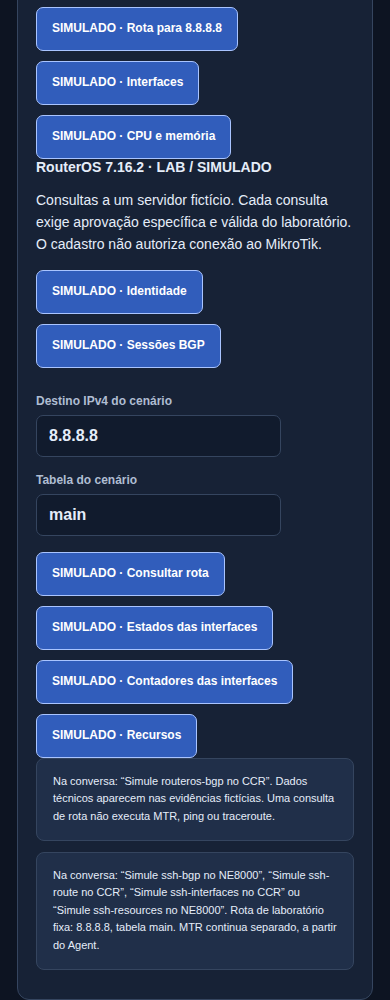 SIMULADO · Rota para 8.8.8.8
SIMULADO · Interfaces
SIMULADO · CPU e memória
RouterOS 7.16.2 · LAB / SIMULADO
Consultas a um servidor fictício. Cada consulta
exige aprovação específica e válida do laboratório.
O cadastro não autoriza conexão ao MikroTik.
SIMULADO · Identidade
SIMULADO · Sessões BGP
Destino IPv4 do cenário
8.8.8.8
Tabela do cenário
main
SIMULADO · Consultar rota
SIMULADO · Estados das interfaces
SIMULADO · Contadores das interfaces
SIMULADO · Recursos
Na conversa: “Simule routeros-bgp no CCR”. Dados
técnicos aparecem nas evidências fictícias. Uma consulta
de rota não executa MTR, ping ou traceroute.
Na conversa: “Simule ssh-bgp no NE8000”, “Simule ssh-
route no CCR”, “Simule ssh-interfaces no CCR” ou
“Simule ssh-resources no NE8000”. Rota de laboratório
fixa: 8.8.8.8, tabela main. MTR continua separado, a partir
do Agent.